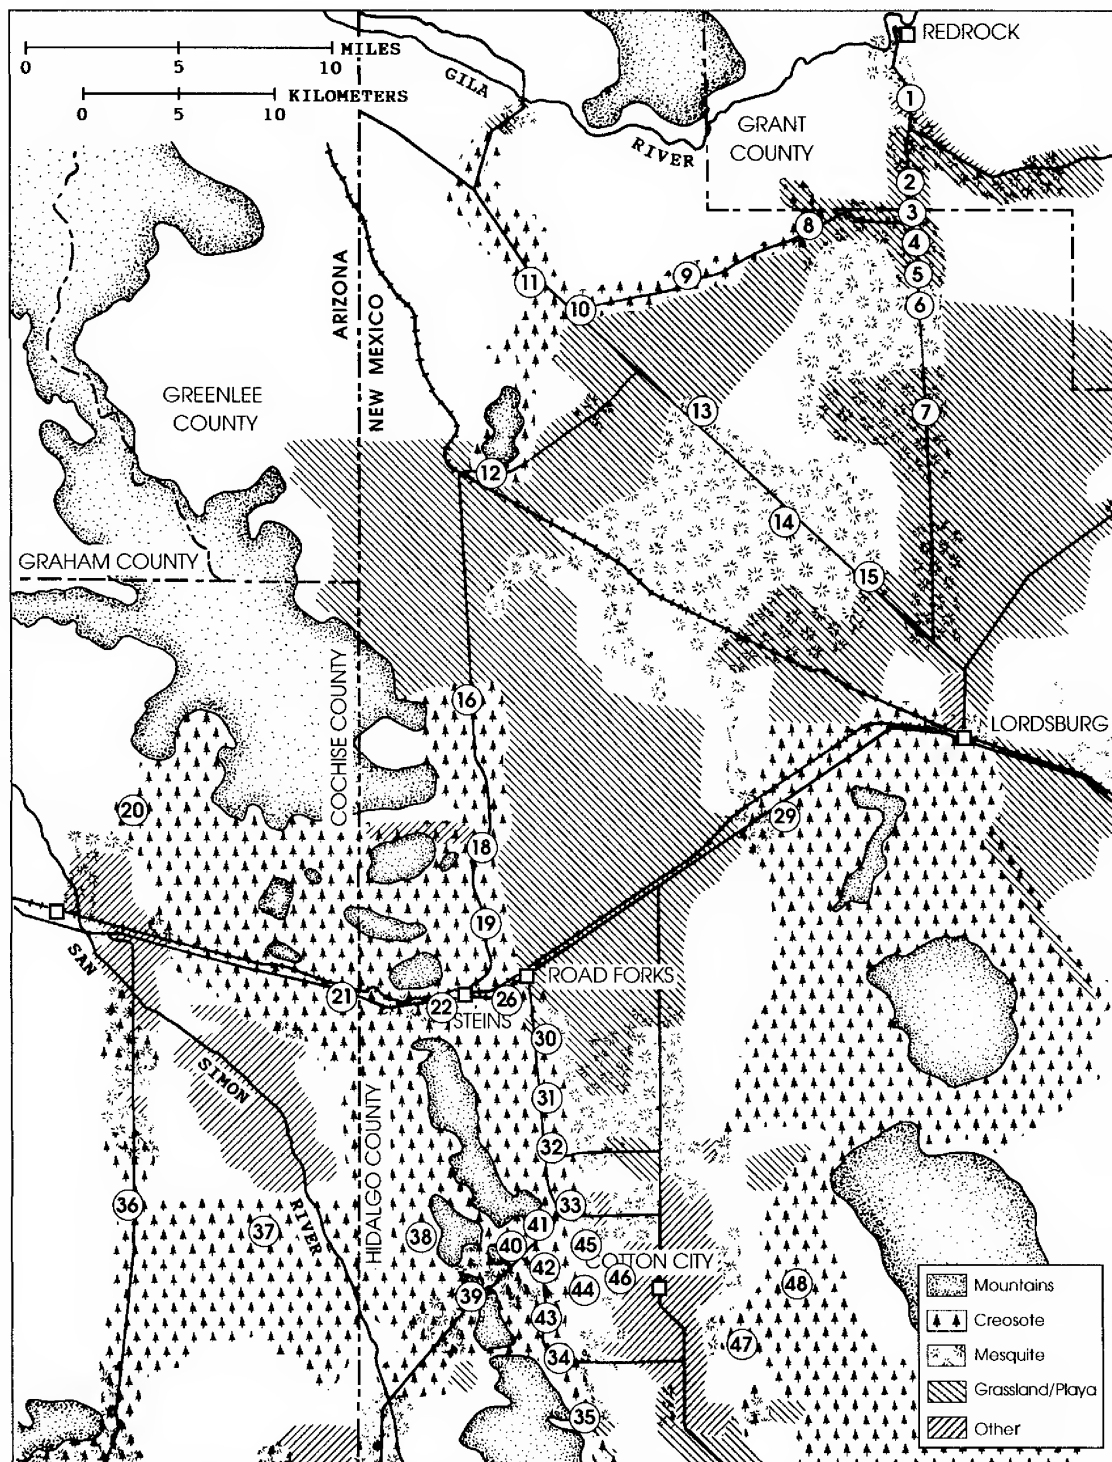 MILES
0 5 10
KILOMETERS
0 5 10
GILA
RIVER
REDROCK
GRANT
COUNTY
1
2
3
4
5
6
7
8
9
10
11
12
13
14
15
ARIZONA
NEW MEXICO
GREENLEE
COUNTY
GRAHAM COUNTY
COCHISE COUNTY
16
LORDSBURG
20
18
29
19
SAN
SIMON
RIVER
21
22
STEINS
26
ROAD FORKS
30
31
32
33
HIDALGO COUNTY
36
37
38
41
40
45
COTTON CITY
42
46
44
39
43
34
35
48
47
Mountains
Creosote
Mesquite
Grassland/Playa
Other